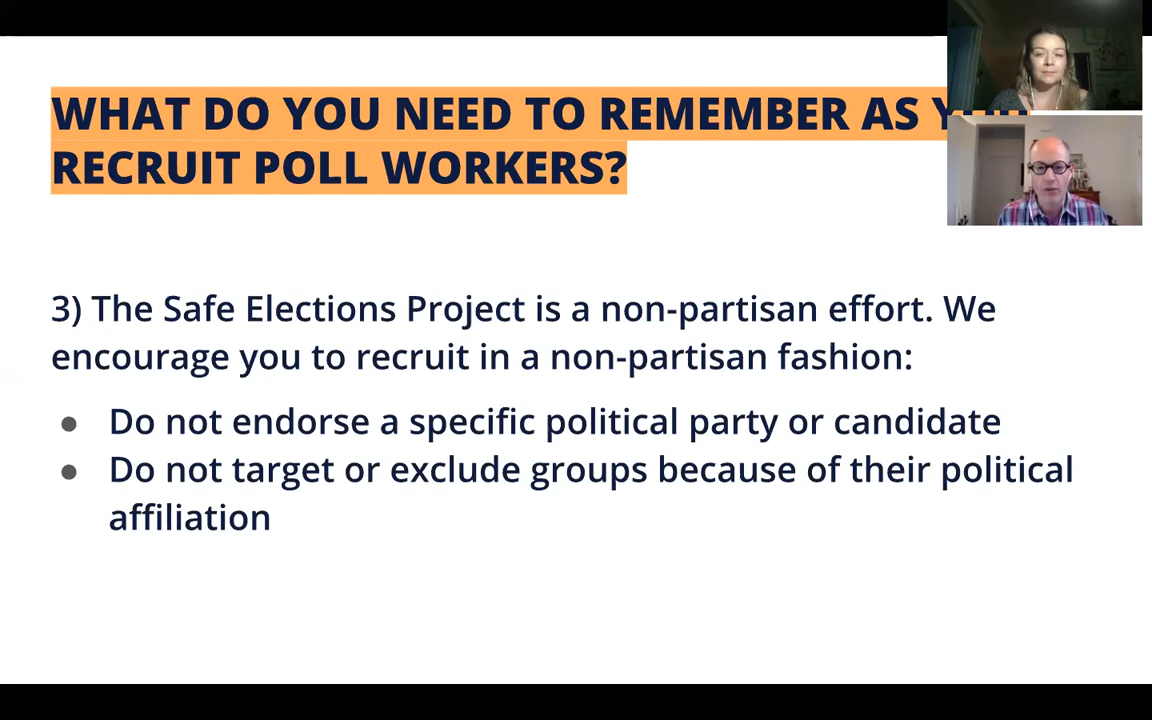 WHAT DO YOU NEED TO REMEMBER AS YOU
RECRUIT POLL WORKERS?
3) The Safe Elections Project is a non-partisan effort. We
encourage you to recruit in a non-partisan fashion:
● Do not endorse a specific political party or candidate
● Do not target or exclude groups because of their political
affiliation